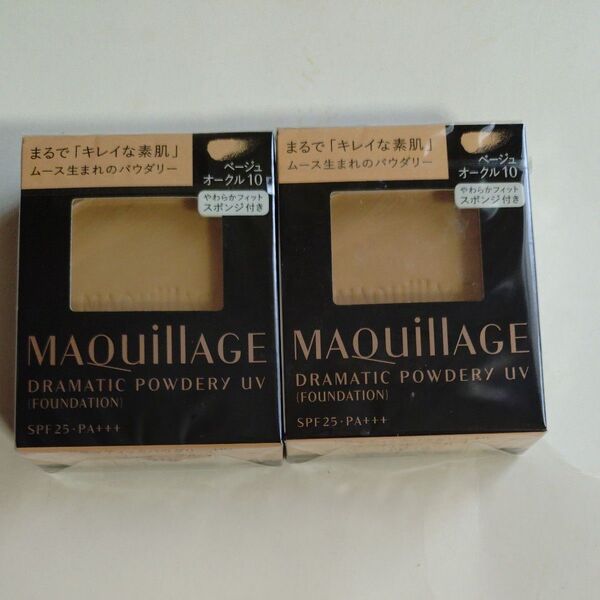 まるで「キレイな素肌」
ムース生まれのパウダリー
ベージュ
オークル10
やわらかフィット
スポンジ付き
MAQuillAGE
DRAMATIC POWDERY UV
(FOUNDATION)
SPF25・PA+++
まるで「キレイな素肌」
ムース生まれのパウダリー
ベージュ
オークル10
やわらかフィット
スポンジ付き
MAQuillAGE
DRAMATIC POWDERY UV
(FOUNDATION)
SPF25・PA+++